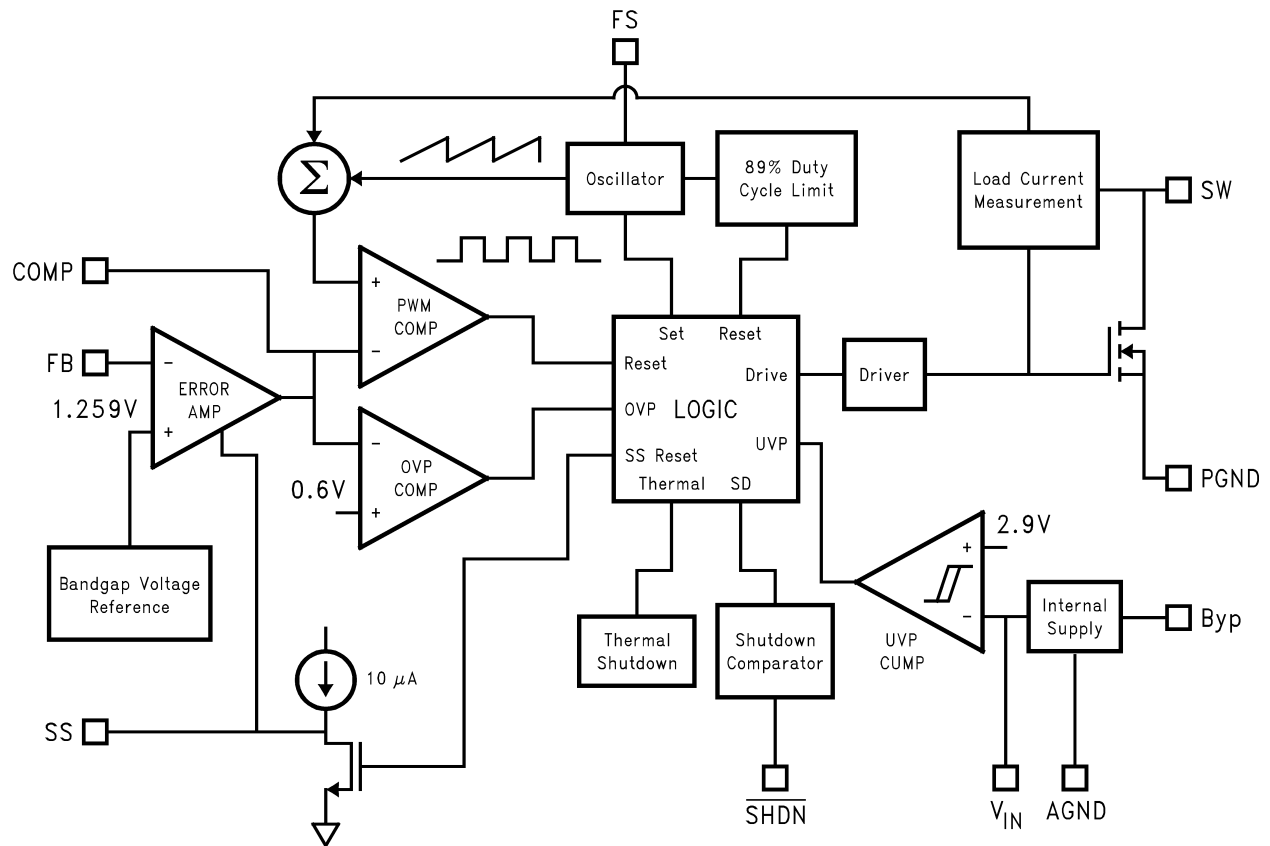 FS
Σ
Oscillator
89% Duty
Cycle Limit
Load Current
Measurement
SW
COMP
+
PWM
COMP
−
Set
Reset
FB
−
ERROR
AMP
1.259V
+
Reset
Drive
Driver
OVP
LOGIC
−
OVP
COMP
UVP
SS Reset
0.6V
+
Thermal
SD
PGND
2.9V
+
−
UVP
CUMP
Bandgap Voltage
Reference
Internal
Supply
Byp
Thermal
Shutdown
Shutdown
Comparator
10 μA
SS
SHDN
VIN
AGND